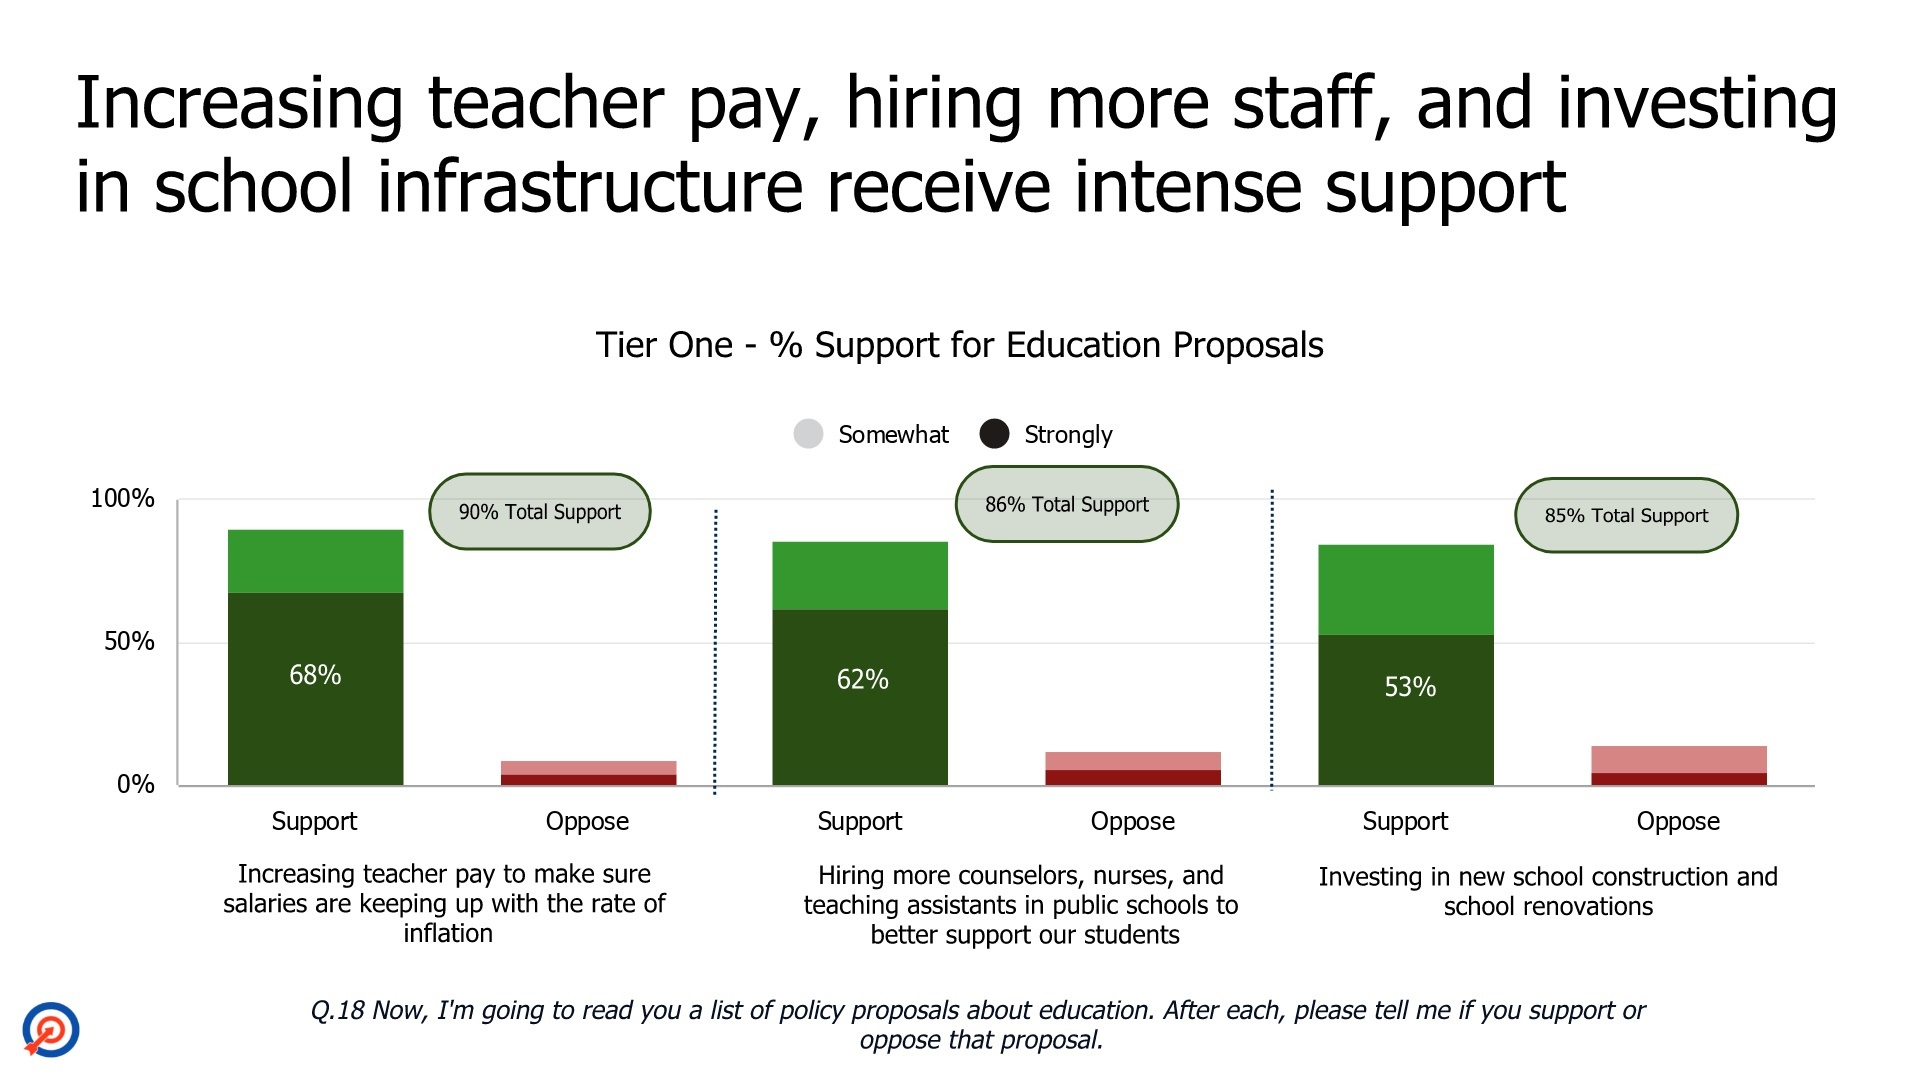 Increasing teacher pay, hiring more staff, and investing
in school infrastructure receive intense support
Tier One - % Support for Education Proposals
Somewhat Strongly
100%
50%
0%
90% Total Support
86% Total Support
85% Total Support
68%
62%
53%
Support Oppose Support Oppose Support Oppose
Increasing teacher pay to make sure
salaries are keeping up with the rate of
inflation
Hiring more counselors, nurses, and
teaching assistants in public schools to
better support our students
Investing in new school construction and
school renovations
Q.18 Now, I'm going to read you a list of policy proposals about education. After each, please tell me if you support or
oppose that proposal.